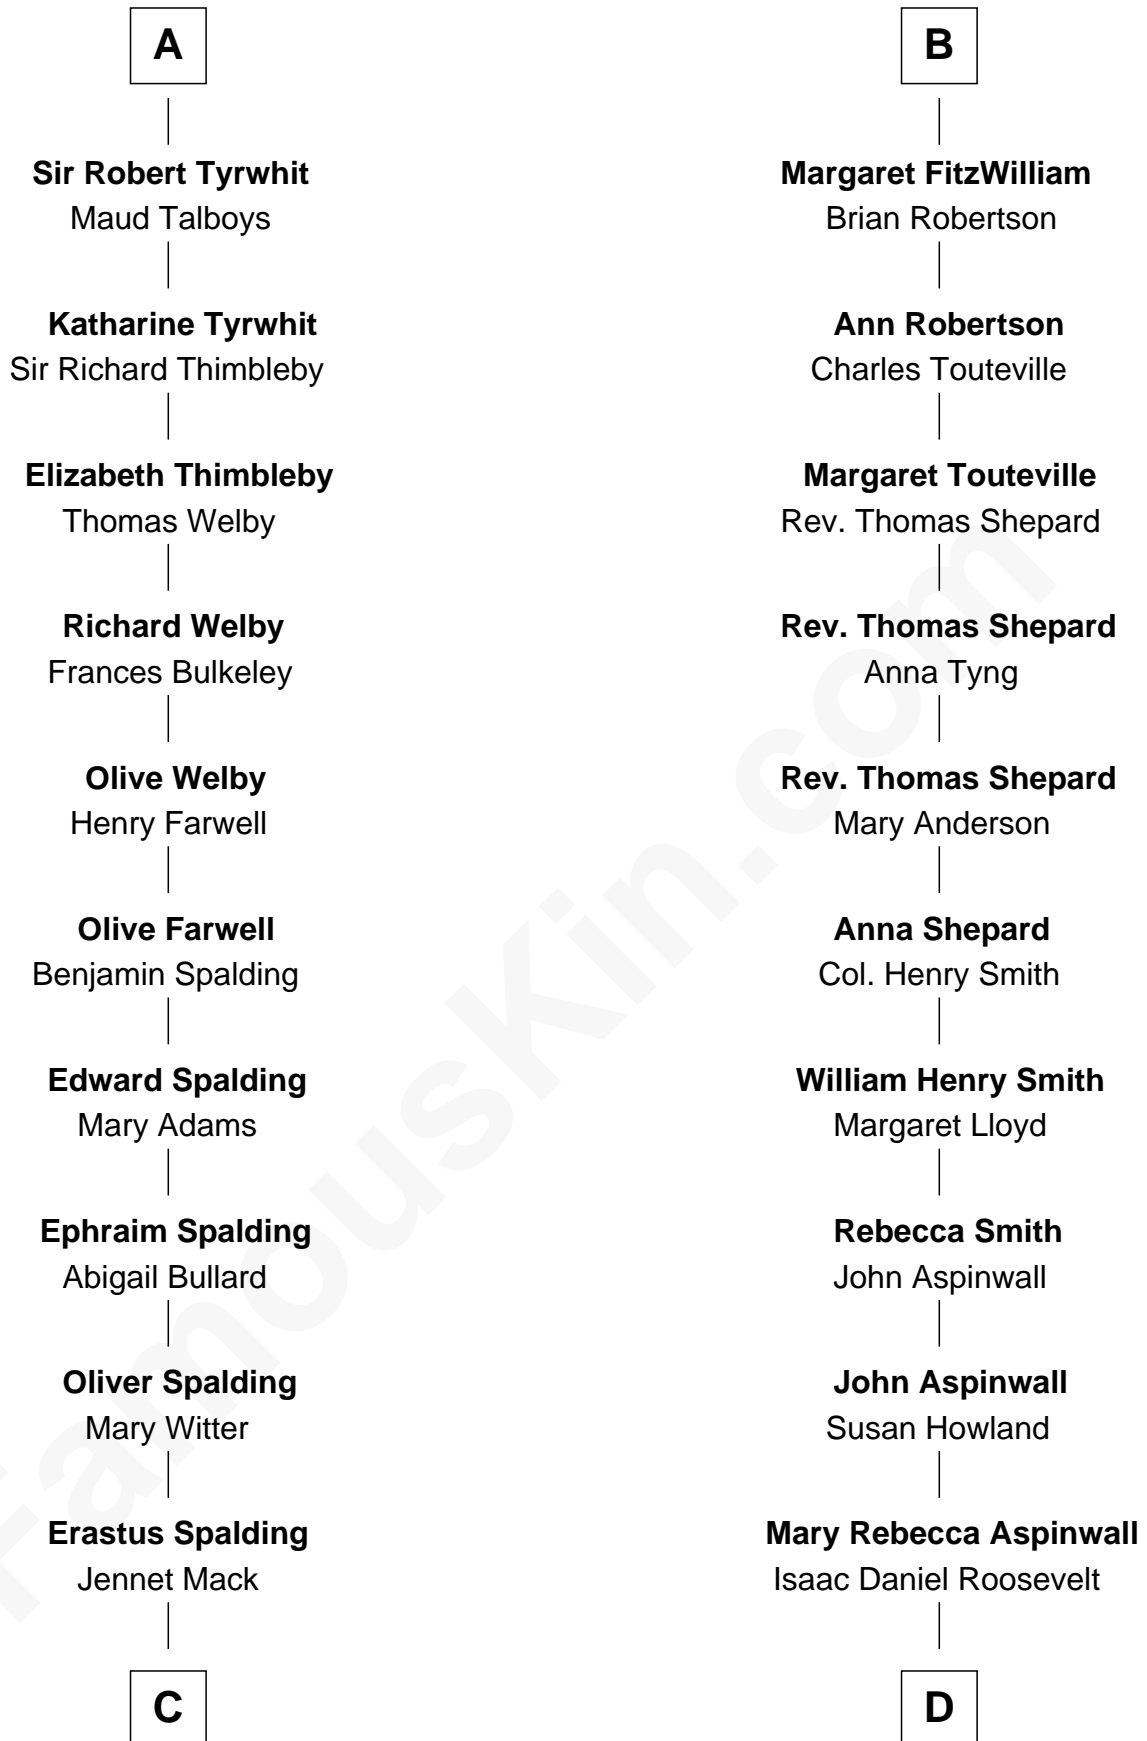 A
Sir Robert Tyrwhit
Maud Talboys
Katharine Tyrwhit
Sir Richard Thimbleby
Elizabeth Thimbleby
Thomas Welby
Richard Welby
Frances Bulkeley
Olive Welby
Henry Farwell
Olive Farwell
Benjamin Spalding
Edward Spalding
Mary Adams
Ephraim Spalding
Abigail Bullard
Oliver Spalding
Mary Witter
Erastus Spalding
Jennet Mack
C
B
Margaret FitzWilliam
Brian Robertson
Ann Robertson
Charles Touteville
Margaret Touteville
Rev. Thomas Shepard
Rev. Thomas Shepard
Anna Tyng
Rev. Thomas Shepard
Mary Anderson
Anna Shepard
Col. Henry Smith
William Henry Smith
Margaret Lloyd
Rebecca Smith
John Aspinwall
John Aspinwall
Susan Howland
Mary Rebecca Aspinwall
Isaac Daniel Roosevelt
D
FamousKin.com